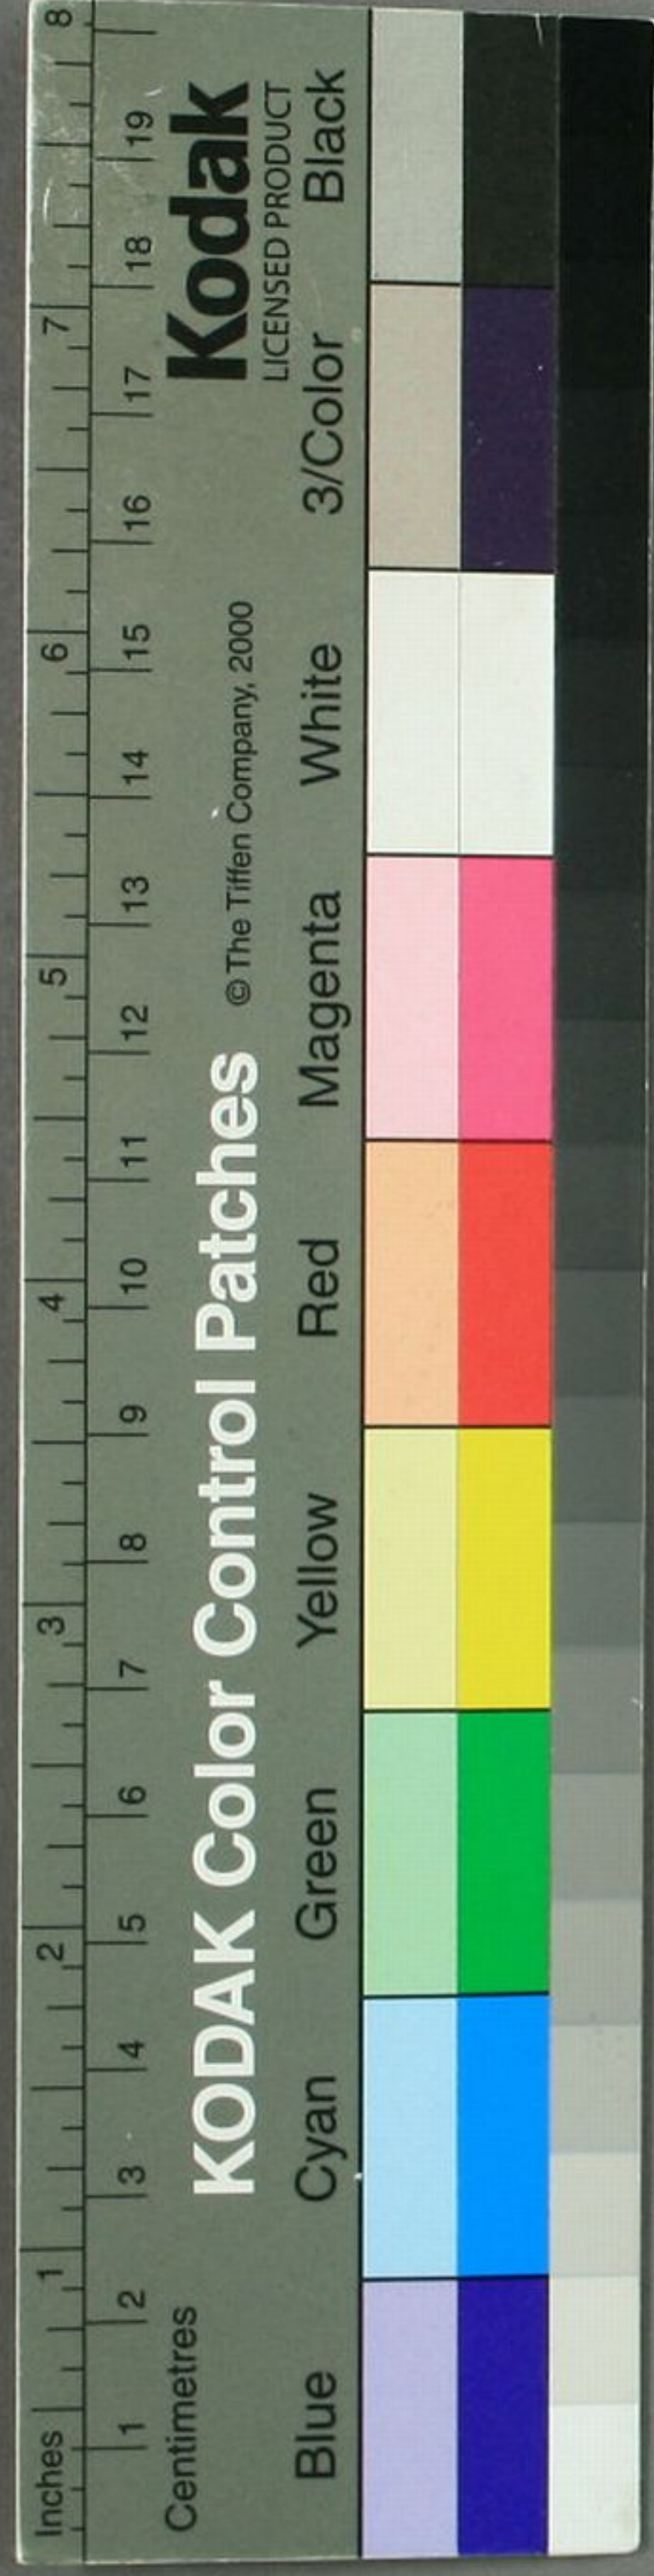 Inches 1 2 3 4 5 6 7 8
1 2 3 4 5 6 7 8 9 10 11 12 13 14 15 16 17 18 19
Centimetres
KODAK Color Control Patches © The Tiffen Company, 2000 Kodak
LICENSED PRODUCT
Blue Cyan Green Yellow Red Magenta White 3/Color Black